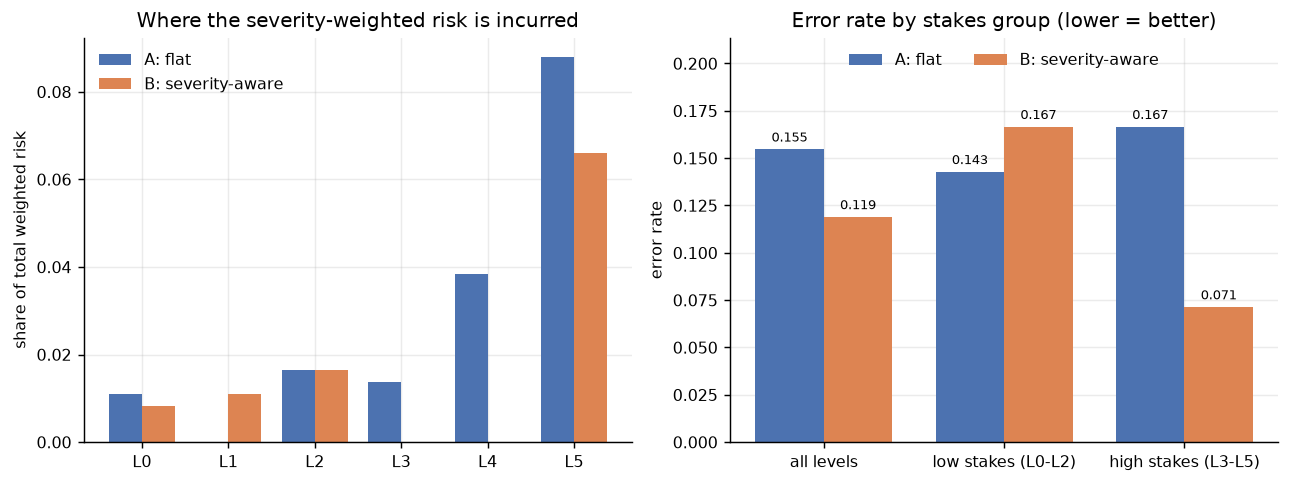 Where the severity-weighted risk is incurred
A: flat
B: severity-aware
share of total weighted risk
0.08
0.06
0.04
0.02
0.00
L0
L1
L2
L3
L4
L5
Error rate by stakes group (lower = better)
A: flat
B: severity-aware
error rate
0.200
0.175
0.150
0.125
0.100
0.075
0.050
0.025
0.000
0.155
0.119
0.143
0.167
0.167
0.071
all levels
low stakes (L0-L2)
high stakes (L3-L5)